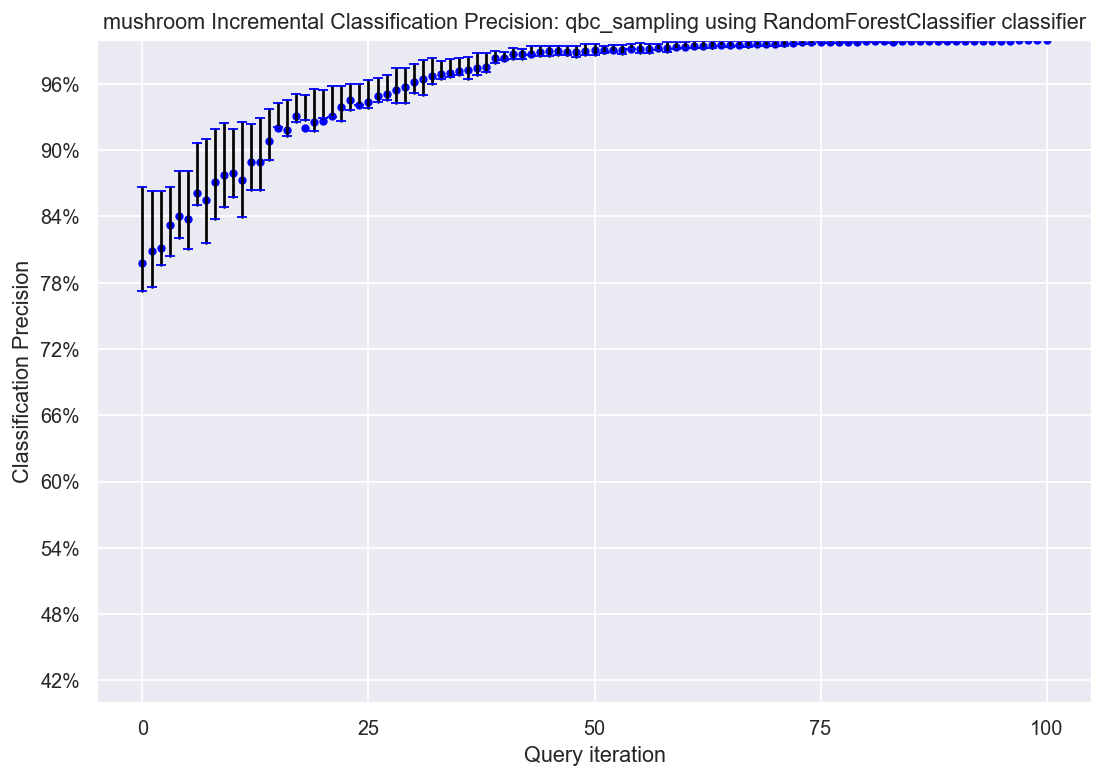 mushroom Incremental Classification Precision: qbc_sampling using RandomForestClassifier classifier
96%
90%
84%
78%
72%
66%
60%
54%
48%
42%
Classification Precision
0 25 50 75 100
Query iteration